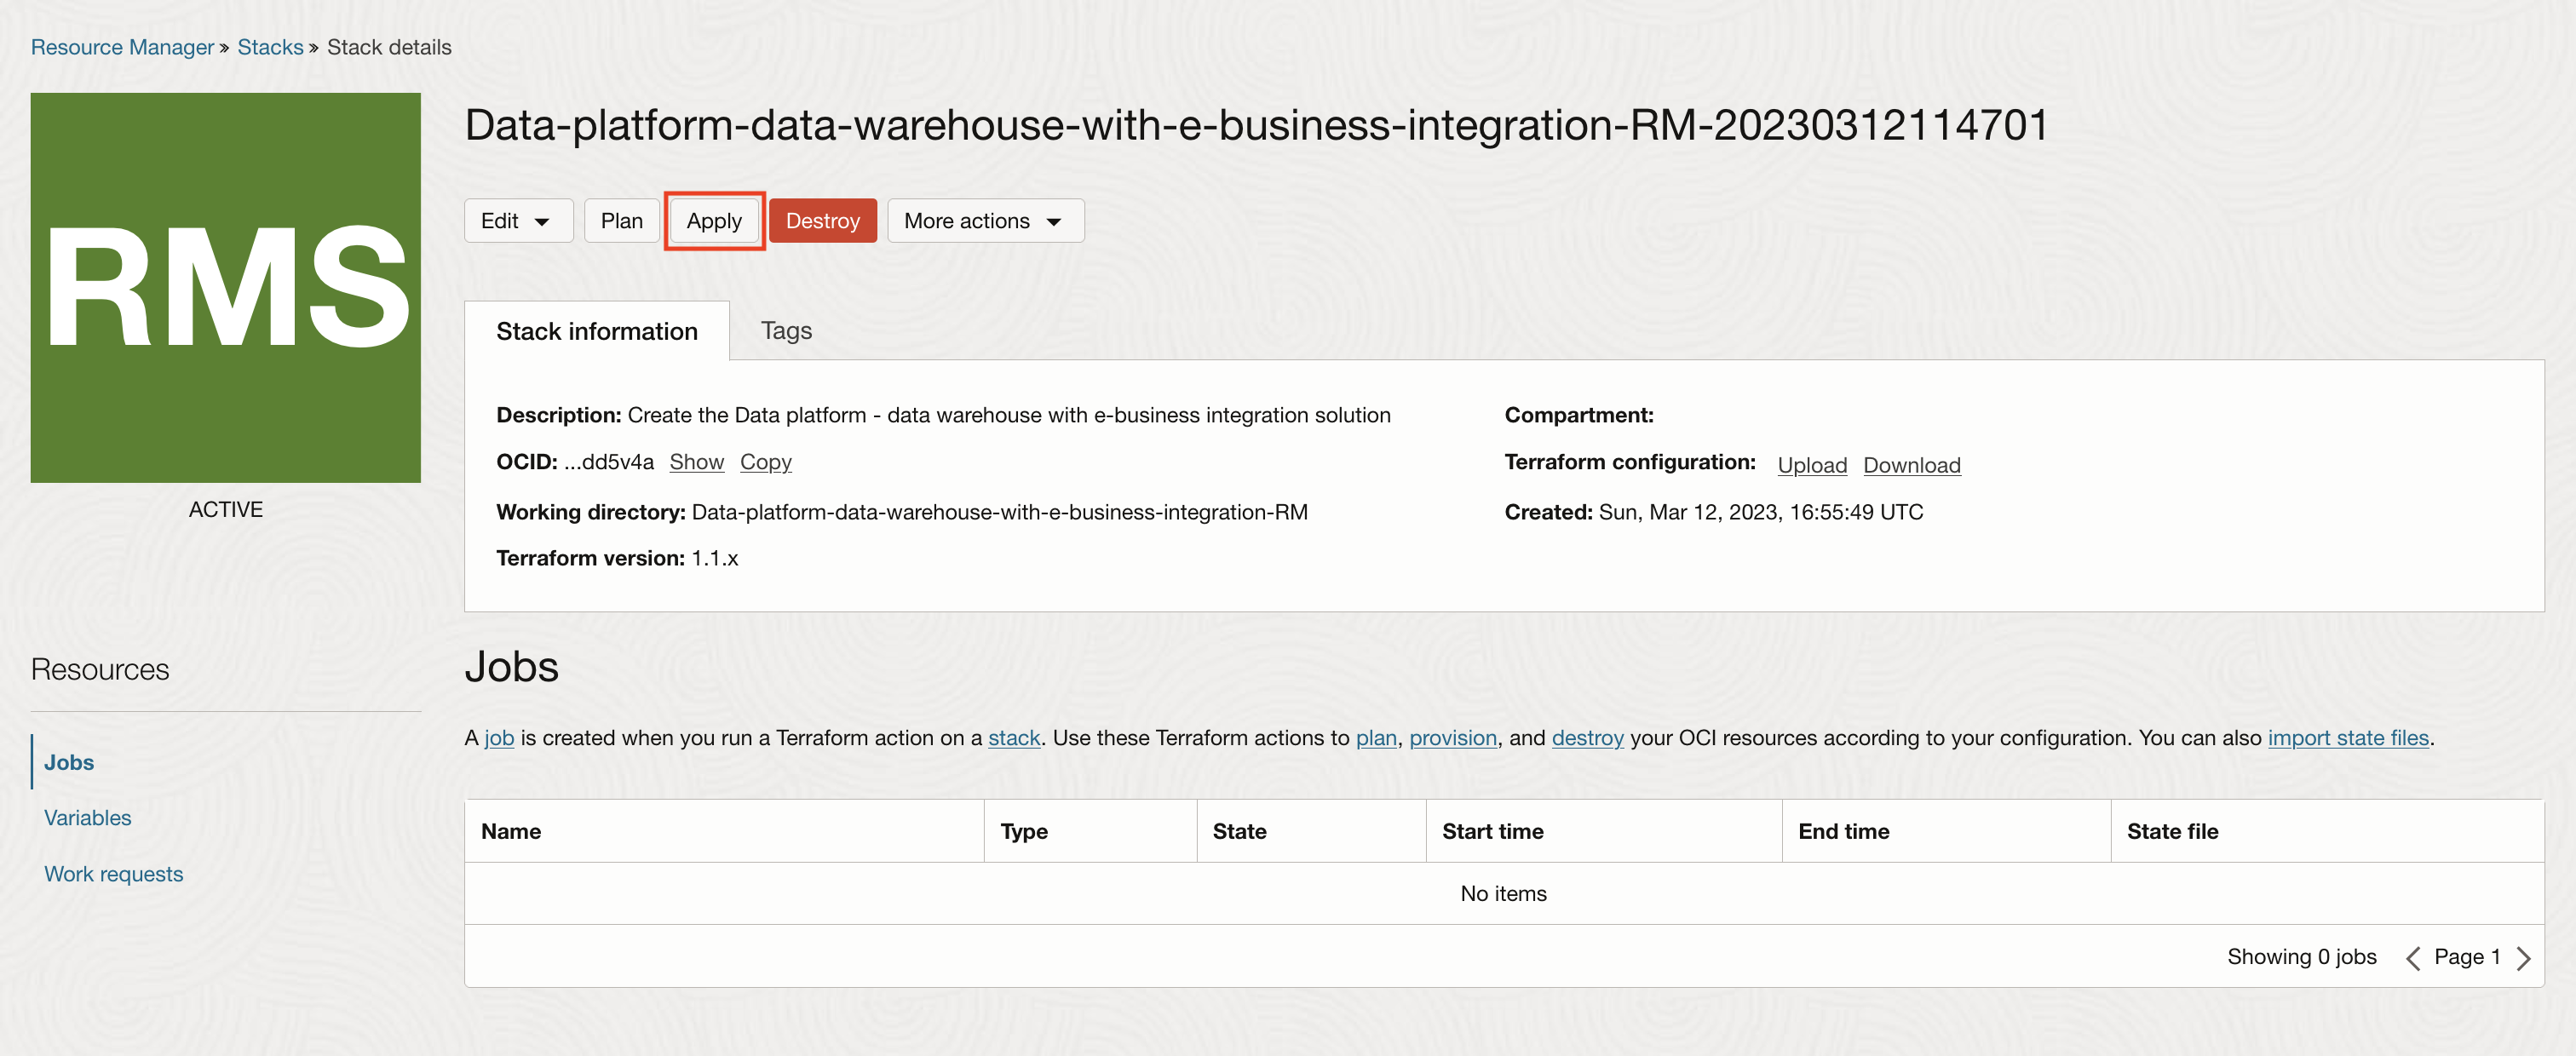 Resource Manager » Stacks » Stack details
RMS
ACTIVE
Data-platform-data-warehouse-with-e-business-integration-RM-20230312114701
Edit Plan Apply Destroy More actions
Stack information Tags
Description: Create the Data platform - data warehouse with e-business integration solution
OCID: ...dd5v4a Show Copy
Working directory: Data-platform-data-warehouse-with-e-business-integration-RM
Terraform version: 1.1.x
Compartment:
Terraform configuration: Upload Download
Created: Sun, Mar 12, 2023, 16:55:49 UTC
Resources
Jobs
Variables
Work requests
Jobs
A job is created when you run a Terraform action on a stack. Use these Terraform actions to plan, provision, and destroy your OCI resources according to your configuration. You can also import state files.
Name Type State Start time End time State file
No items
Showing 0 jobs < Page 1 >